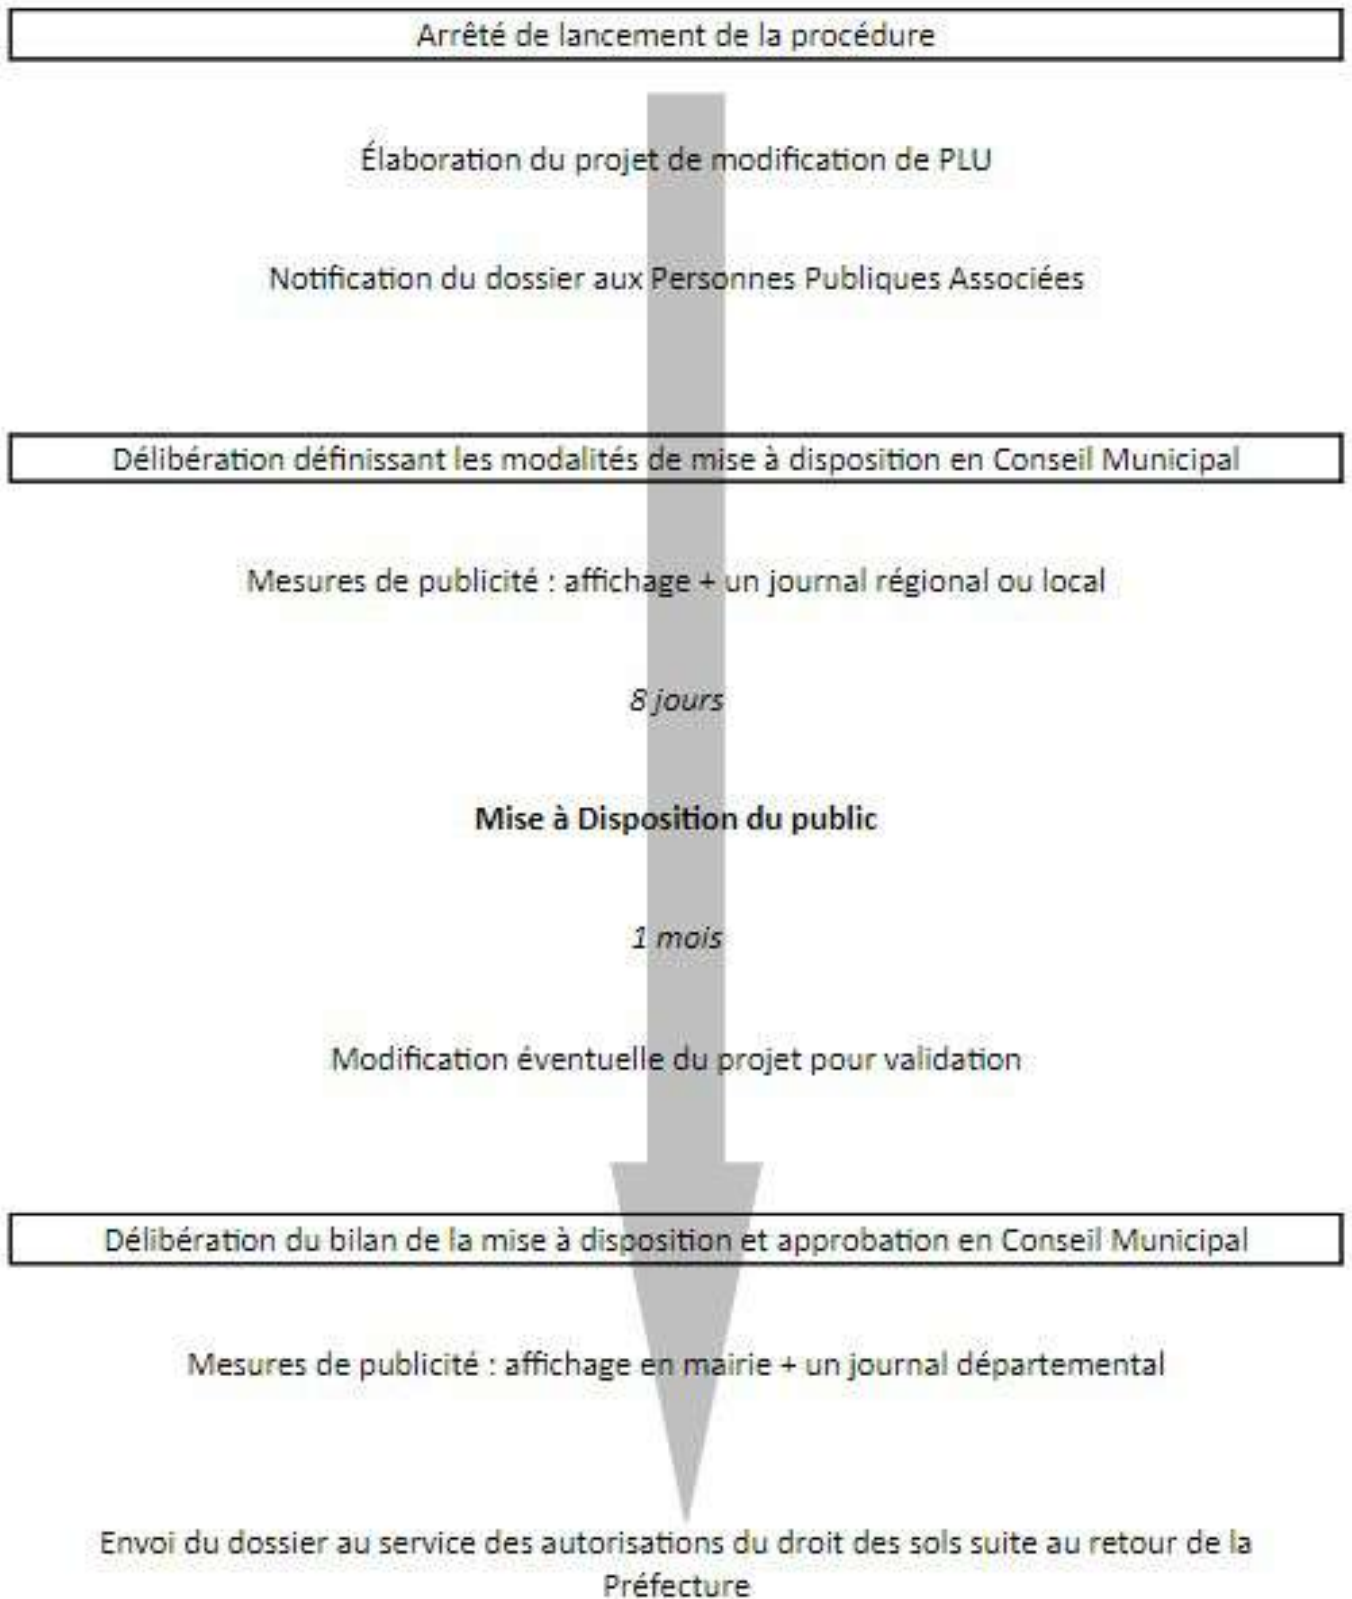 Arrêté de lancement de la procédure
Élaboration du projet de modification de PLU
Notification du dossier aux Personnes Publiques Associées
Délibération définissant les modalités de mise à disposition en Conseil Municipal
Mesures de publicité : affichage + un journal régional ou local
8 jours
Mise à Disposition du public
1 mois
Modification éventuelle du projet pour validation
Délibération du bilan de la mise à disposition et approbation en Conseil Municipal
Mesures de publicité : affichage en mairie + un journal départemental
Envoi du dossier au service des autorisations du droit des sols suite au retour de la
Préfecture